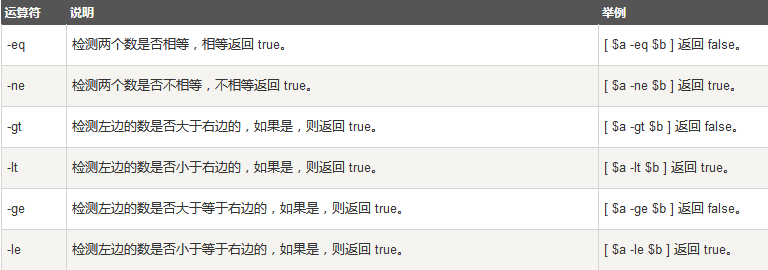 运算符 说明 举例
-eq 检测两个数是否相等，相等返回 true。 [ $a -eq $b ] 返回 false。
-ne 检测两个数是否不相等，不相等返回 true。 [ $a -ne $b ] 返回 true。
-gt 检测左边的数是否大于右边的，如果是，则返回 true。 [ $a -gt $b ] 返回 false。
-lt 检测左边的数是否小于右边的，如果是，则返回 true。 [ $a -lt $b ] 返回 true。
-ge 检测左边的数是否大于等于右边的，如果是，则返回 true。 [ $a -ge $b ] 返回 false。
-le 检测左边的数是否小于等于右边的，如果是，则返回 true。 [ $a -le $b ] 返回 true。